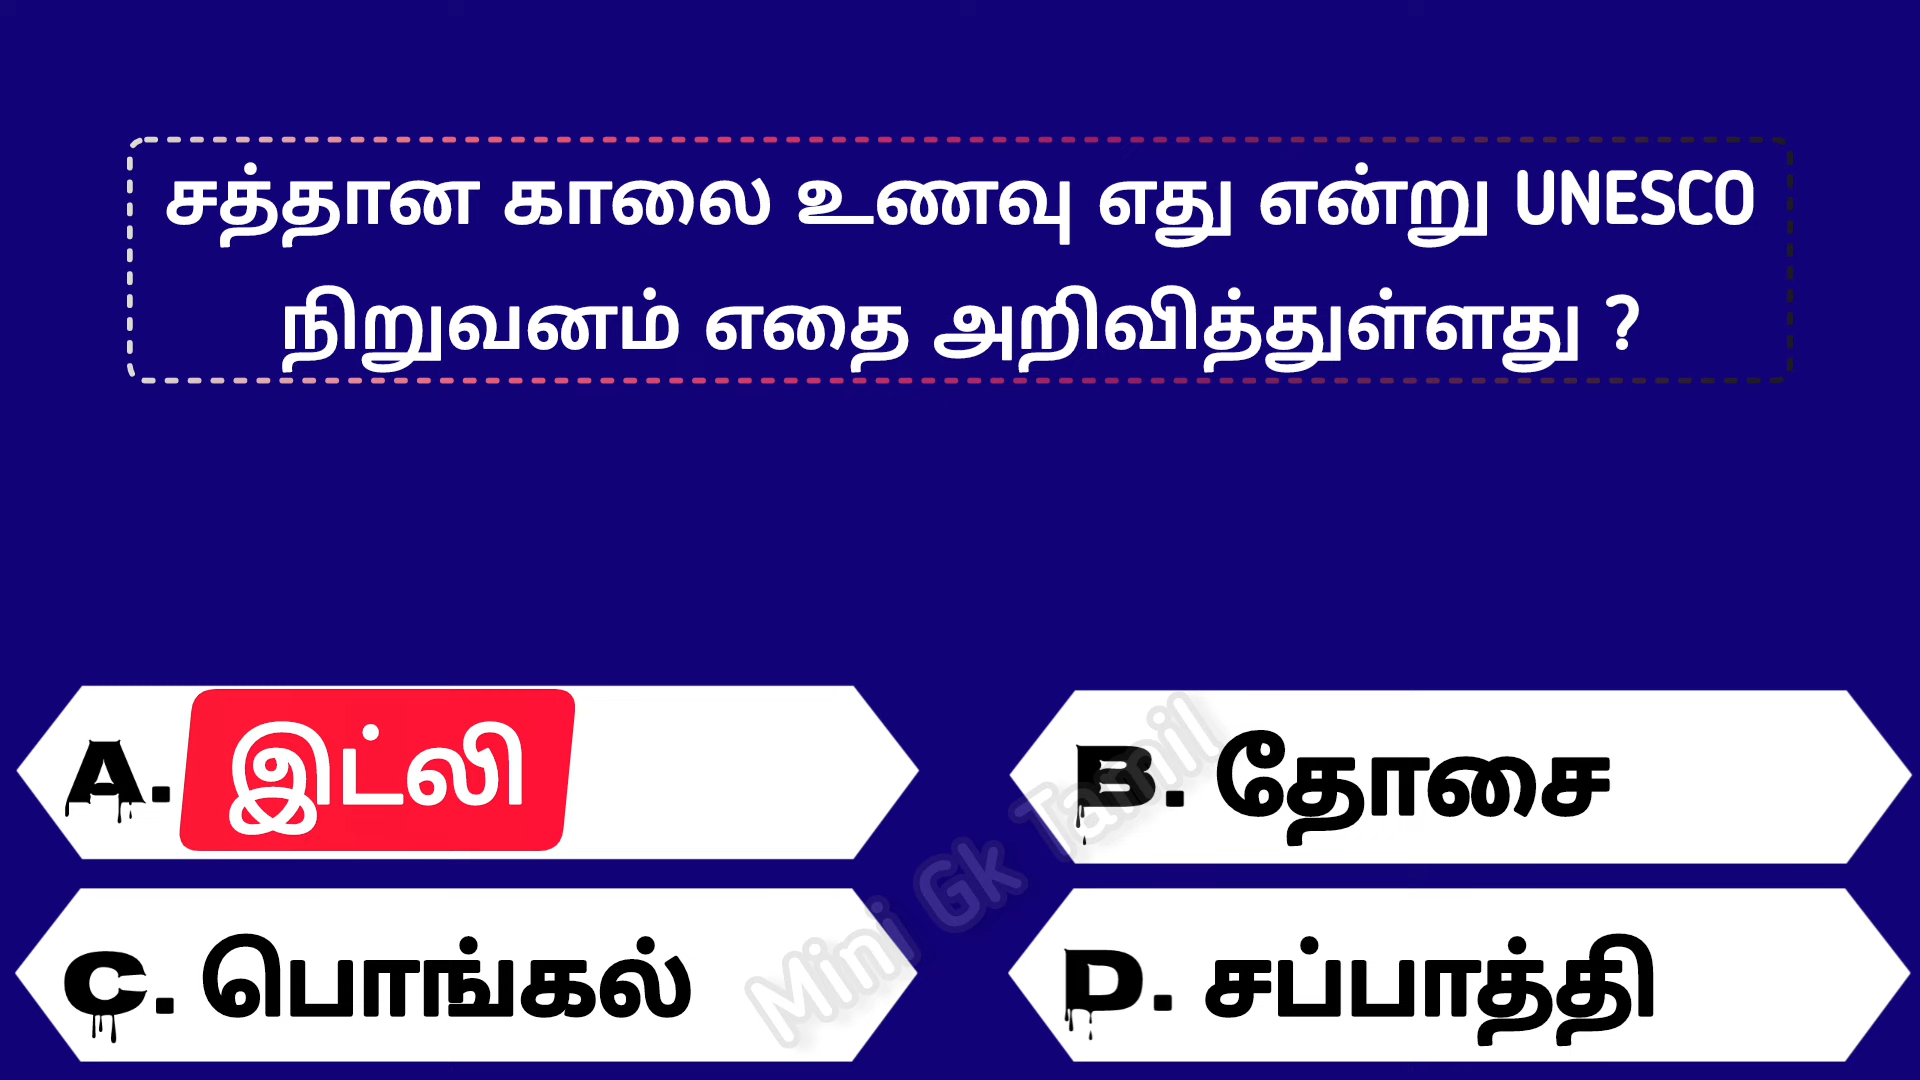 சத்தான காலை உணவு எது என்று UNESCO
நிறுவனம் எதை அறிவித்துள்ளது ?
A. இட்லி
B. தோசை
C. பொங்கல்
D. சப்பாத்தி
Mini Gk Tamil